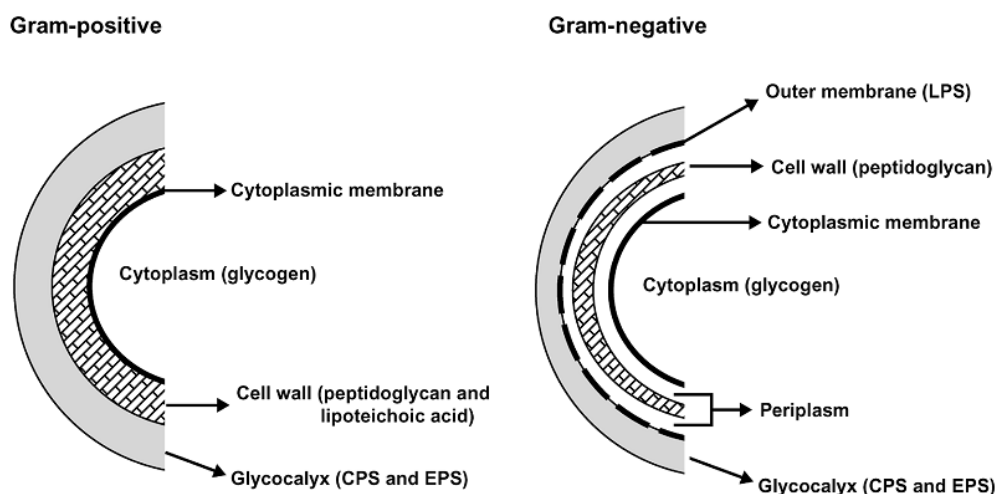 Gram-positive
Cytoplasmic membrane
Cytoplasm (glycogen)
Cell wall (peptidoglycan and
lipoteichoic acid)
Glycocalyx (CPS and EPS)
Gram-negative
Outer membrane (LPS)
Cell wall (peptidoglycan)
Cytoplasmic membrane
Cytoplasm (glycogen)
Periplasm
Glycocalyx (CPS and EPS)